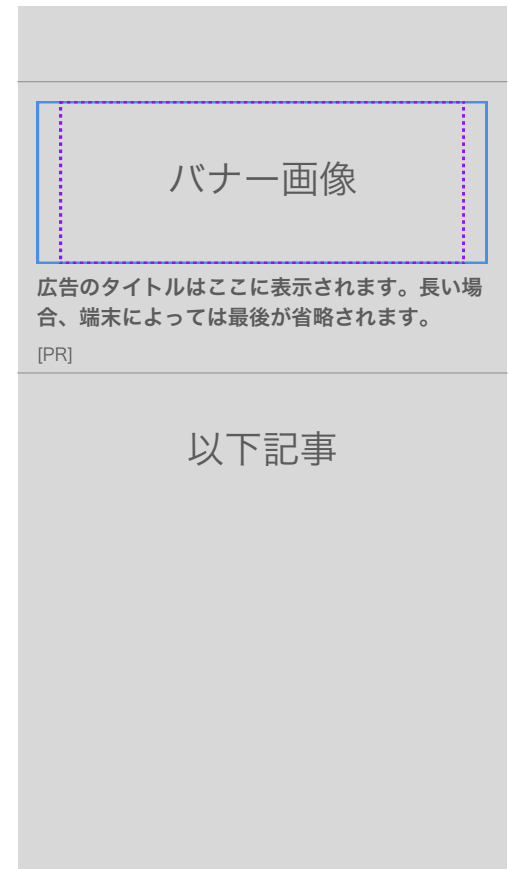 バナー画像
広告のタイトルはここに表示されます。長い場
合、端末によっては最後が省略されます。
[PR]
以下記事